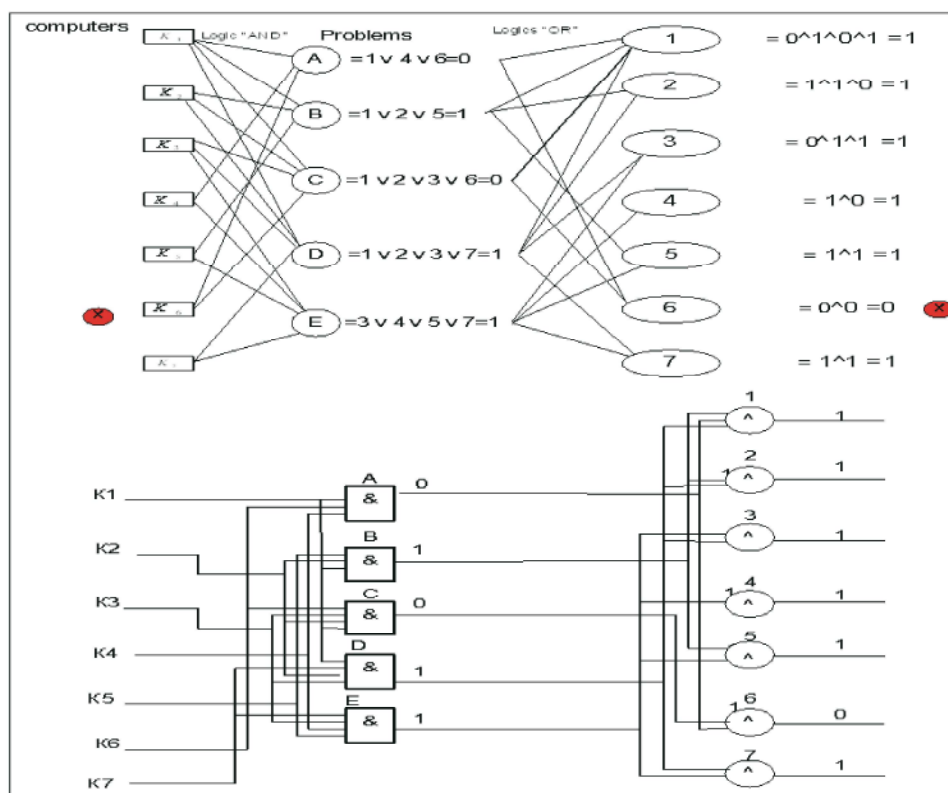 computers
Logic "AND"
Problems
Logics "OR"
K
K
K
K
K
K
K
A =1 v 4 v 6=0
B =1 v 2 v 5=1
C =1 v 2 v 3 v 6=0
D =1 v 2 v 3 v 7=1
E =3 v 4 v 5 v 7=1
1 = 0^1^0^1 =1
2 = 1^1^0 =1
3 = 0^1^1 =1
4 = 1^0 =1
5 = 1^1 =1
6 = 0^0 =0
7 = 1^1 =1
X
X
K1
K2
K3
K4
K5
K6
K7
A
& 0
B
& 1
C
& 0
D
& 1
E
& 1
1
^ 1
2
1 ^ 1
3
^ 1
4
1 ^ 1
5
^ 1
6
1 ^ 0
7
^ 1